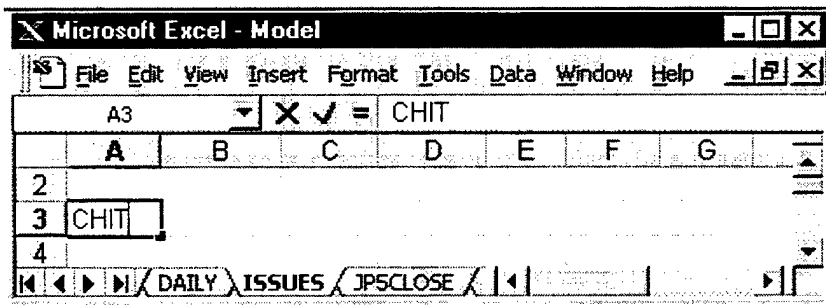 Microsoft Excel - Model
File Edit View Insert Format Tools Data Window Help
A3 = CHIT
A B C D E F G
2
3 CHIT
4
DAILY ISSUES JPSCLOSE